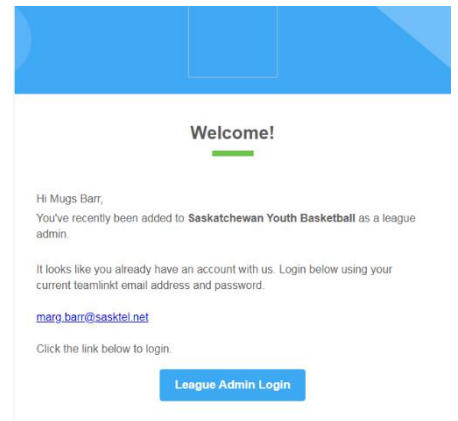 Welcome!
Hi Mugs Barr,
You've recently been added to Saskatchewan Youth Basketball as a league
admin.
It looks like you already have an account with us. Login below using your
current teamlinkt email address and password.
marg.barr@sasktel.net
Click the link below to login.
League Admin Login